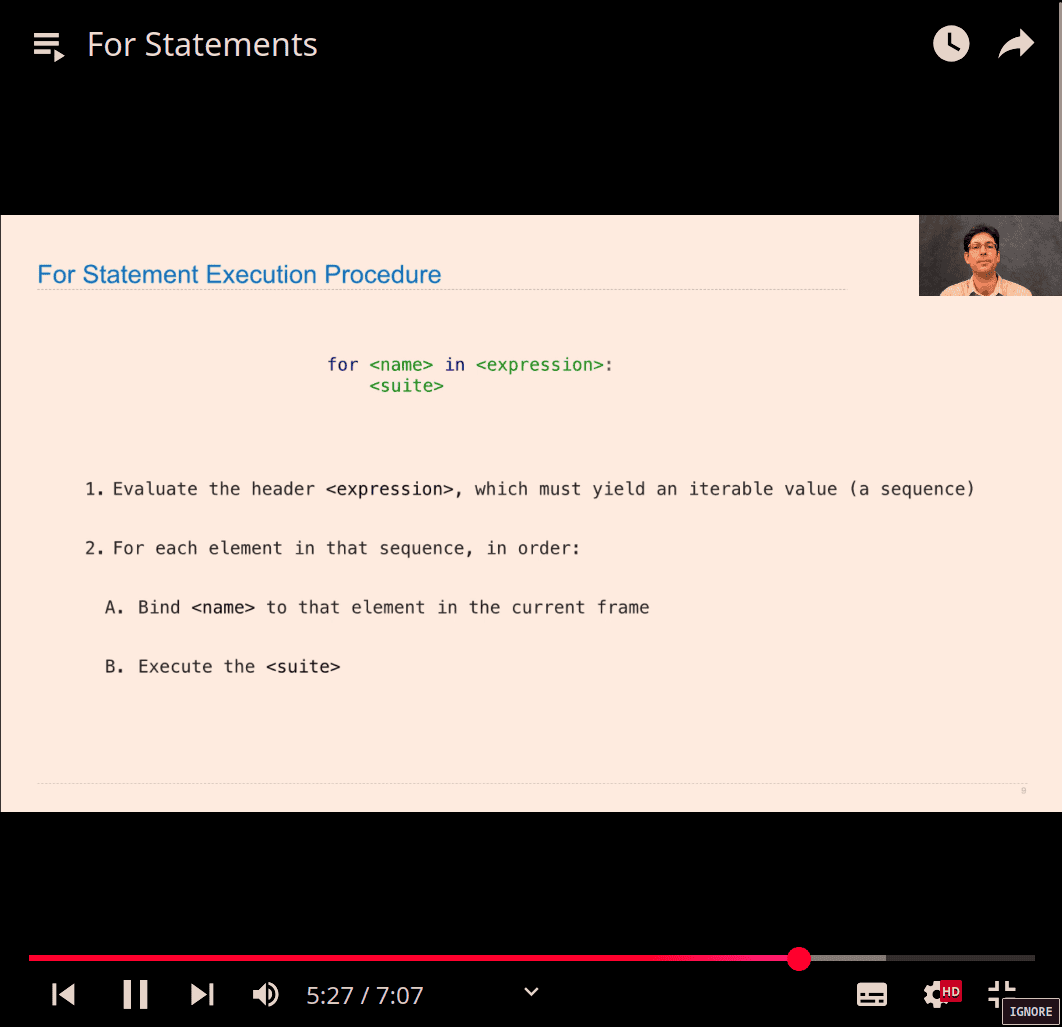 For Statements
For Statement Execution Procedure
for <name> in <expression>:
<suite>
1. Evaluate the header <expression>, which must yield an iterable value (a sequence)
2. For each element in that sequence, in order:
A. Bind <name> to that element in the current frame
B. Execute the <suite>
5:27 / 7:07
HD
IGNORE